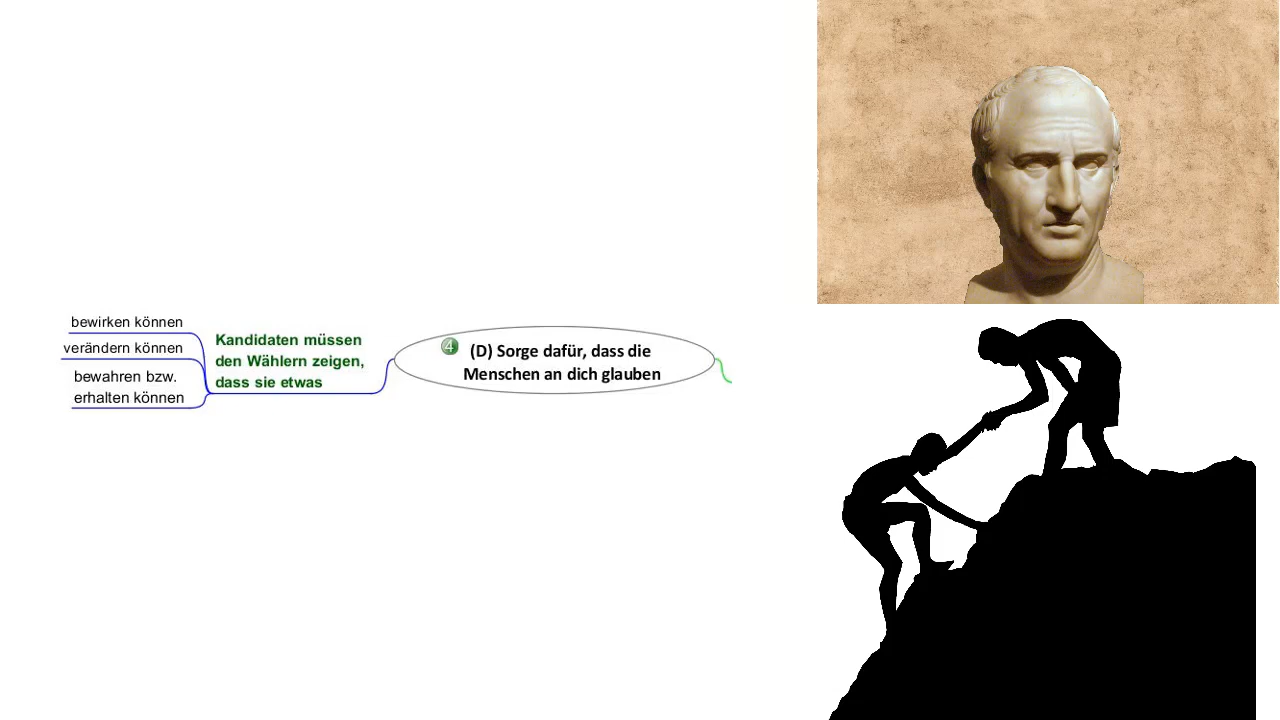 bewirken können
verändern können
bewahren bzw.
erhalten können
Kandidaten müssen
den Wählern zeigen,
dass sie etwas
4
(D) Sorge dafür, dass die
Menschen an dich glauben